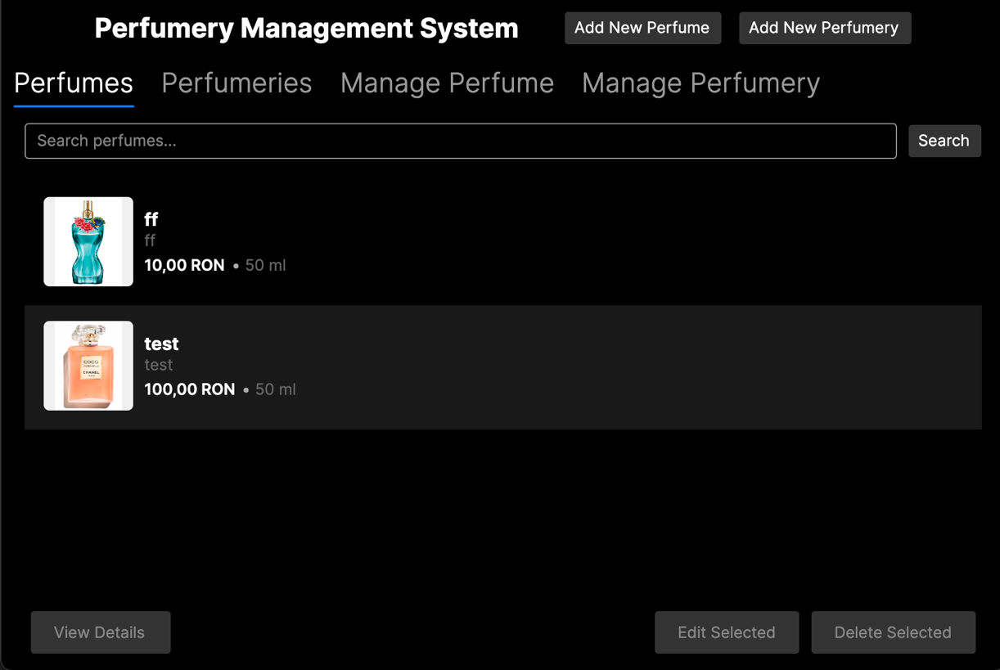 Perfumery Management System
Add New Perfume
Add New Perfumery
Perfumes
Perfumeries
Manage Perfume
Manage Perfumery
Search perfumes...
Search
ff
ff
10,00 RON • 50 ml
COCO
CHANEL
test
test
100,00 RON • 50 ml
View Details
Edit Selected
Delete Selected